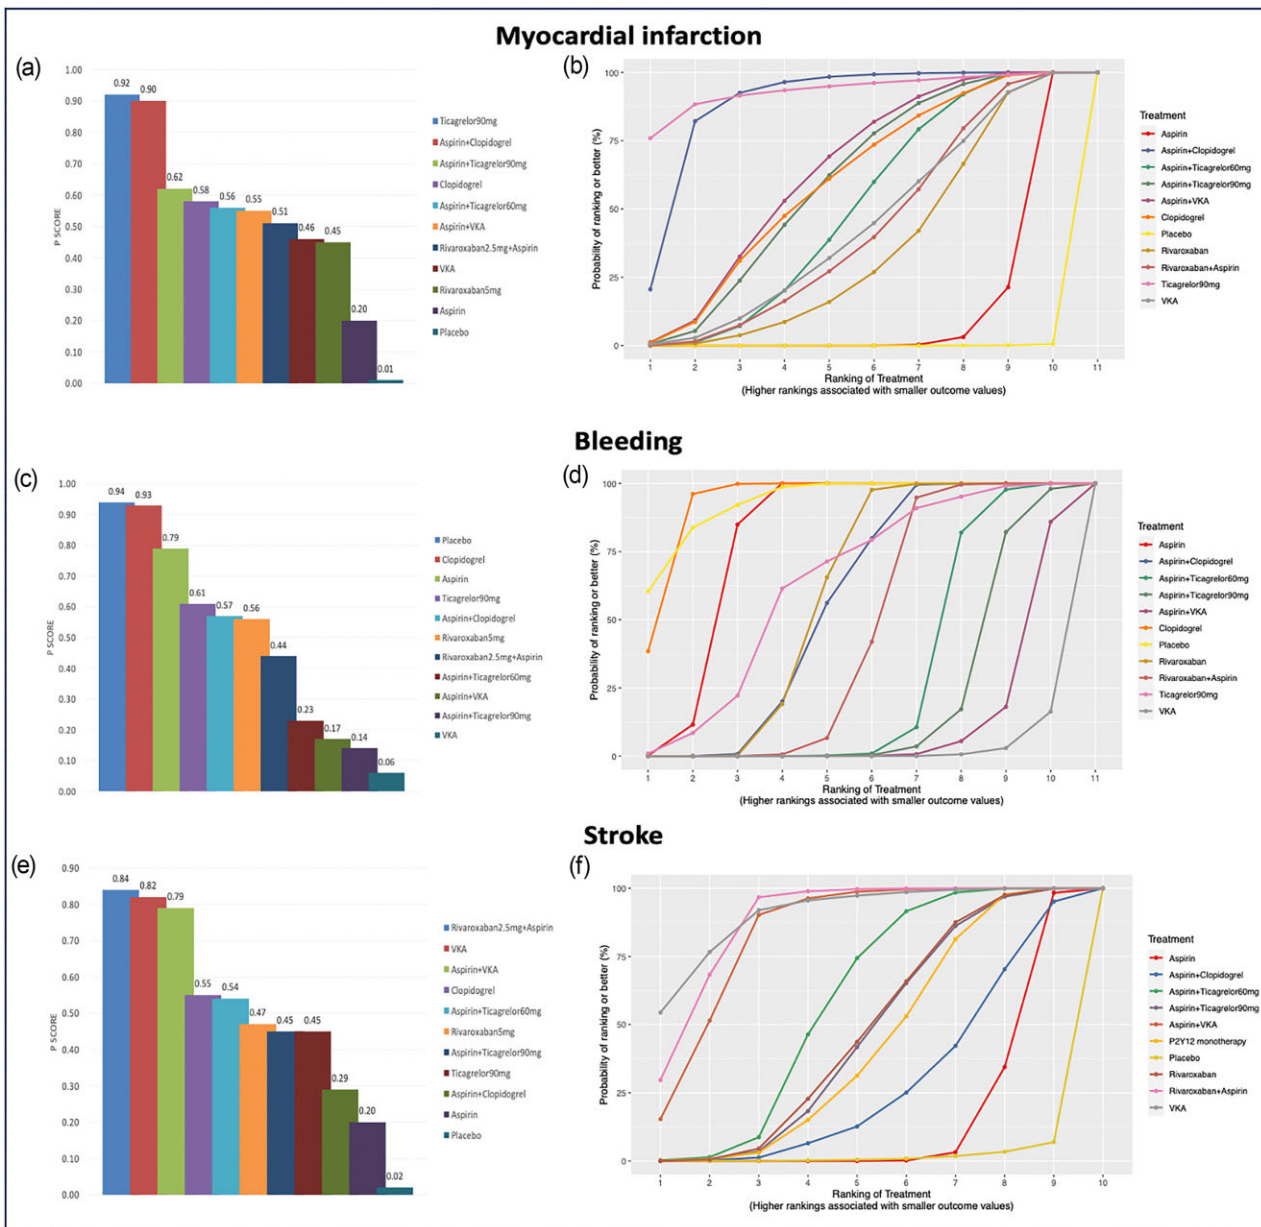 Myocardial infarction
(a)
1.00
0.90
0.80
0.70
0.60
0.50
0.40
0.30
0.20
0.10
0.00
P SCORE
0.92
0.90
0.62
0.58
0.56
0.55
0.51
0.46
0.45
0.20
0.01
Ticagrelor90mg
Aspirin+Clopidogrel
Aspirin+Ticagrelor90mg
Clopidogrel
Aspirin+Ticagrelor60mg
Aspirin+VKA
Rivaroxaban2.5mg+Aspirin
VKA
Rivaroxaban5mg
Aspirin
Placebo
(b)
100
75
50
25
0
Probability of ranking or better (%)
1 2 3 4 5 6 7 8 9 10 11
Ranking of Treatment
(Higher rankings associated with smaller outcome values)
Treatment
Aspirin
Aspirin+Clopidogrel
Aspirin+Ticagrelor60mg
Aspirin+Ticagrelor90mg
Aspirin+VKA
Clopidogrel
Placebo
Rivaroxaban
Rivaroxaban+Aspirin
Ticagrelor90mg
VKA
Bleeding
(c)
1.00
0.90
0.80
0.70
0.60
0.50
0.40
0.30
0.20
0.10
0.00
P SCORE
0.94
0.93
0.79
0.61
0.57
0.56
0.44
0.23
0.17
0.14
0.06
Placebo
Clopidogrel
Aspirin
Ticagrelor90mg
Aspirin+Clopidogrel
Rivaroxaban5mg
Rivaroxaban2.5mg+Aspirin
Aspirin+Ticagrelor60mg
Aspirin+VKA
Aspirin+Ticagrelor90mg
VKA
(d)
100
75
50
25
0
Probability of ranking or better (%)
1 2 3 4 5 6 7 8 9 10 11
Ranking of Treatment
(Higher rankings associated with smaller outcome values)
Treatment
Aspirin
Aspirin+Clopidogrel
Aspirin+Ticagrelor60mg
Aspirin+Ticagrelor90mg
Aspirin+VKA
Clopidogrel
Placebo
Rivaroxaban
Rivaroxaban+Aspirin
Ticagrelor90mg
VKA
Stroke
(e)
0.90
0.80
0.70
0.60
0.50
0.40
0.30
0.20
0.10
0.00
P SCORE
0.84
0.82
0.79
0.55
0.54
0.47
0.45
0.45
0.29
0.20
0.02
Rivaroxaban2.5mg+Aspirin
VKA
Aspirin+VKA
Clopidogrel
Aspirin+Ticagrelor60mg
Rivaroxaban5mg
Aspirin+Ticagrelor90mg
Ticagrelor90mg
Aspirin+Clopidogrel
Aspirin
Placebo
(f)
100
75
50
25
0
Probability of ranking or better (%)
1 2 3 4 5 6 7 8 9 10
Ranking of Treatment
(Higher rankings associated with smaller outcome values)
Treatment
Aspirin
Aspirin+Clopidogrel
Aspirin+Ticagrelor60mg
Aspirin+Ticagrelor90mg
Aspirin+VKA
P2Y12 monotherapy
Placebo
Rivaroxaban
Rivaroxaban+Aspirin
VKA